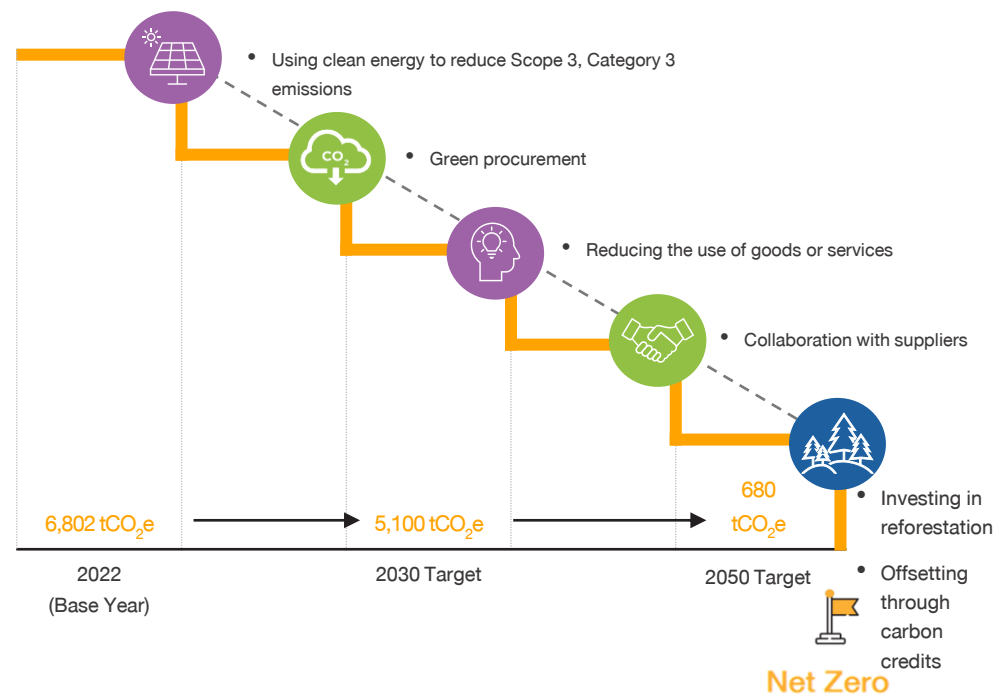 • Using clean energy to reduce Scope 3, Category 3
emissions
CO₂
• Green procurement
• Reducing the use of goods or services
• Collaboration with suppliers
6,802 tCO₂e
5,100 tCO₂e
680
tCO₂e
• Investing in
reforestation
2022
(Base Year)
2030 Target
2050 Target
• Offsetting
through
carbon
credits
Net Zero